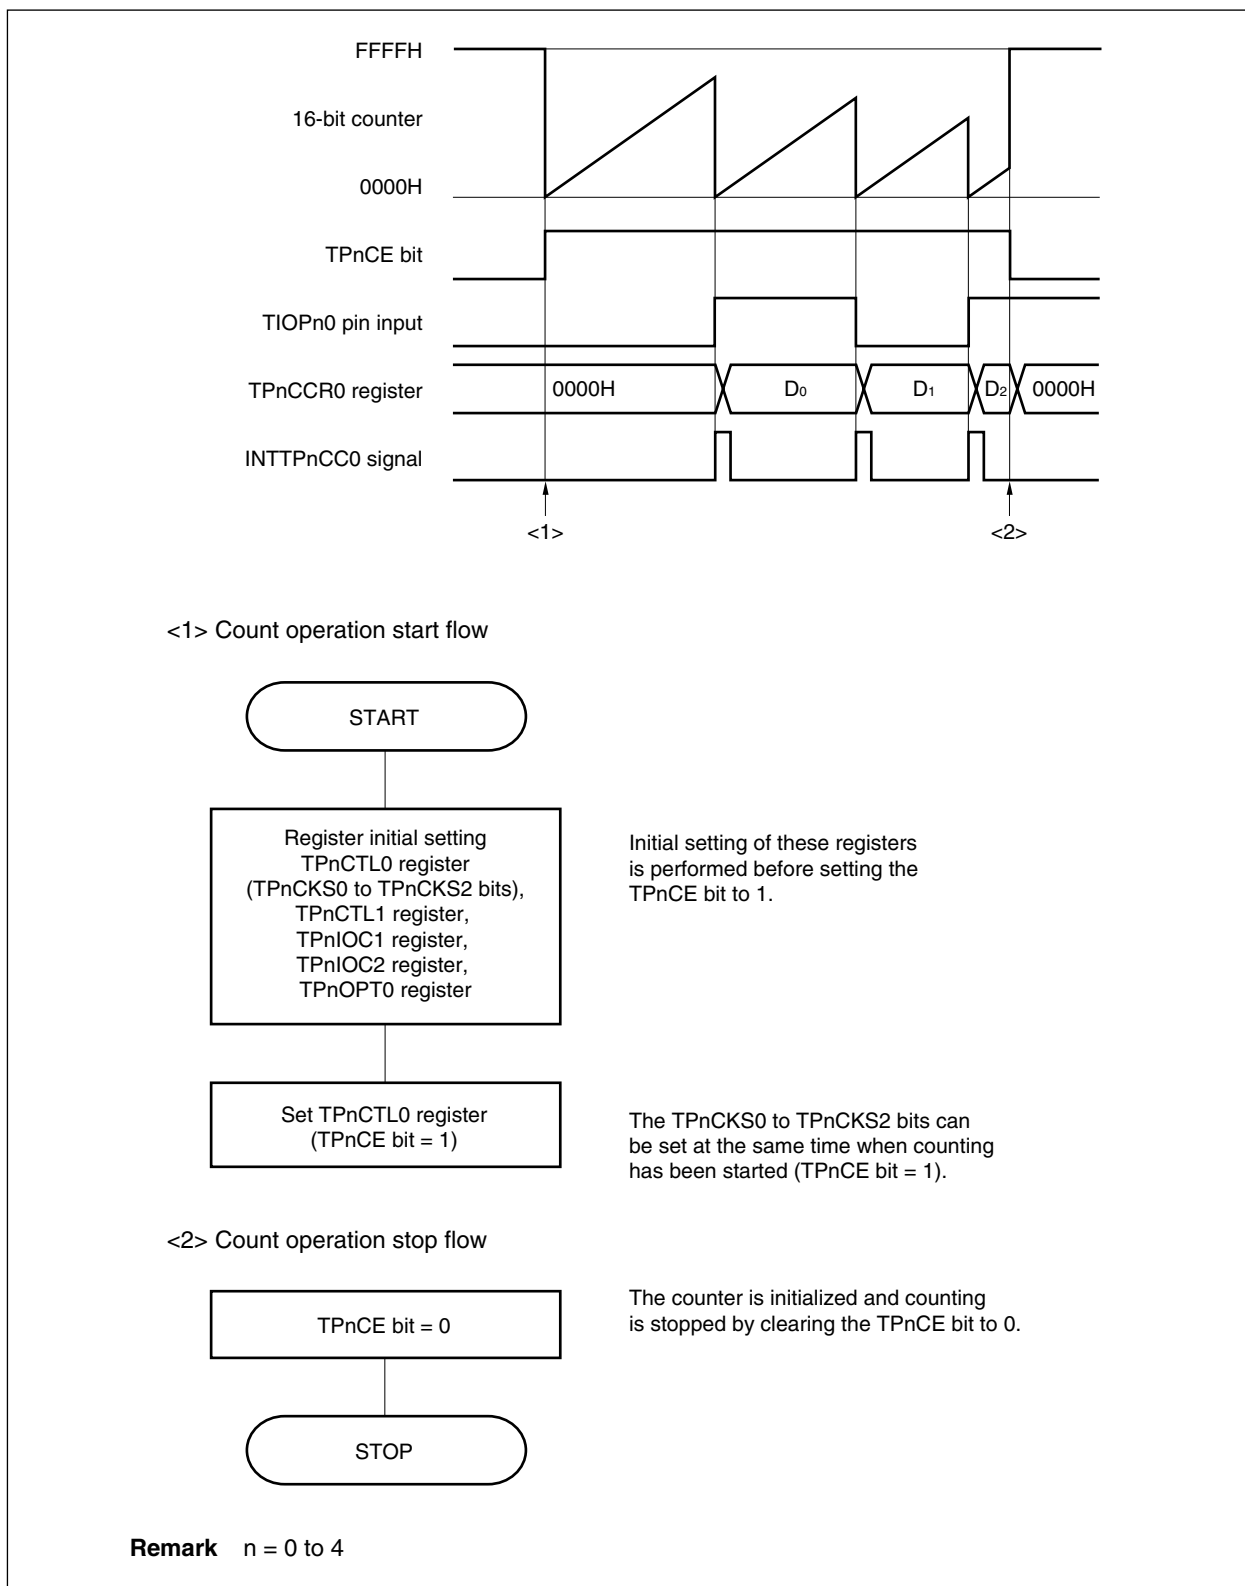 FFFFH
16-bit counter
0000H
TPnCE bit
TIOPn0 pin input
TPnCCR0 register
0000H
D0
D1
D2
0000H
INTTPnCC0 signal
<1>
<2>
<1> Count operation start flow
START
Register initial setting
TPnCTL0 register
(TPnCKS0 to TPnCKS2 bits),
TPnCTL1 register,
TPnIOC1 register,
TPnIOC2 register,
TPnOPT0 register
Initial setting of these registers
is performed before setting the
TPnCE bit to 1.
Set TPnCTL0 register
(TPnCE bit = 1)
The TPnCKS0 to TPnCKS2 bits can
be set at the same time when counting
has been started (TPnCE bit = 1).
<2> Count operation stop flow
TPnCE bit = 0
The counter is initialized and counting
is stopped by clearing the TPnCE bit to 0.
STOP
Remark n = 0 to 4